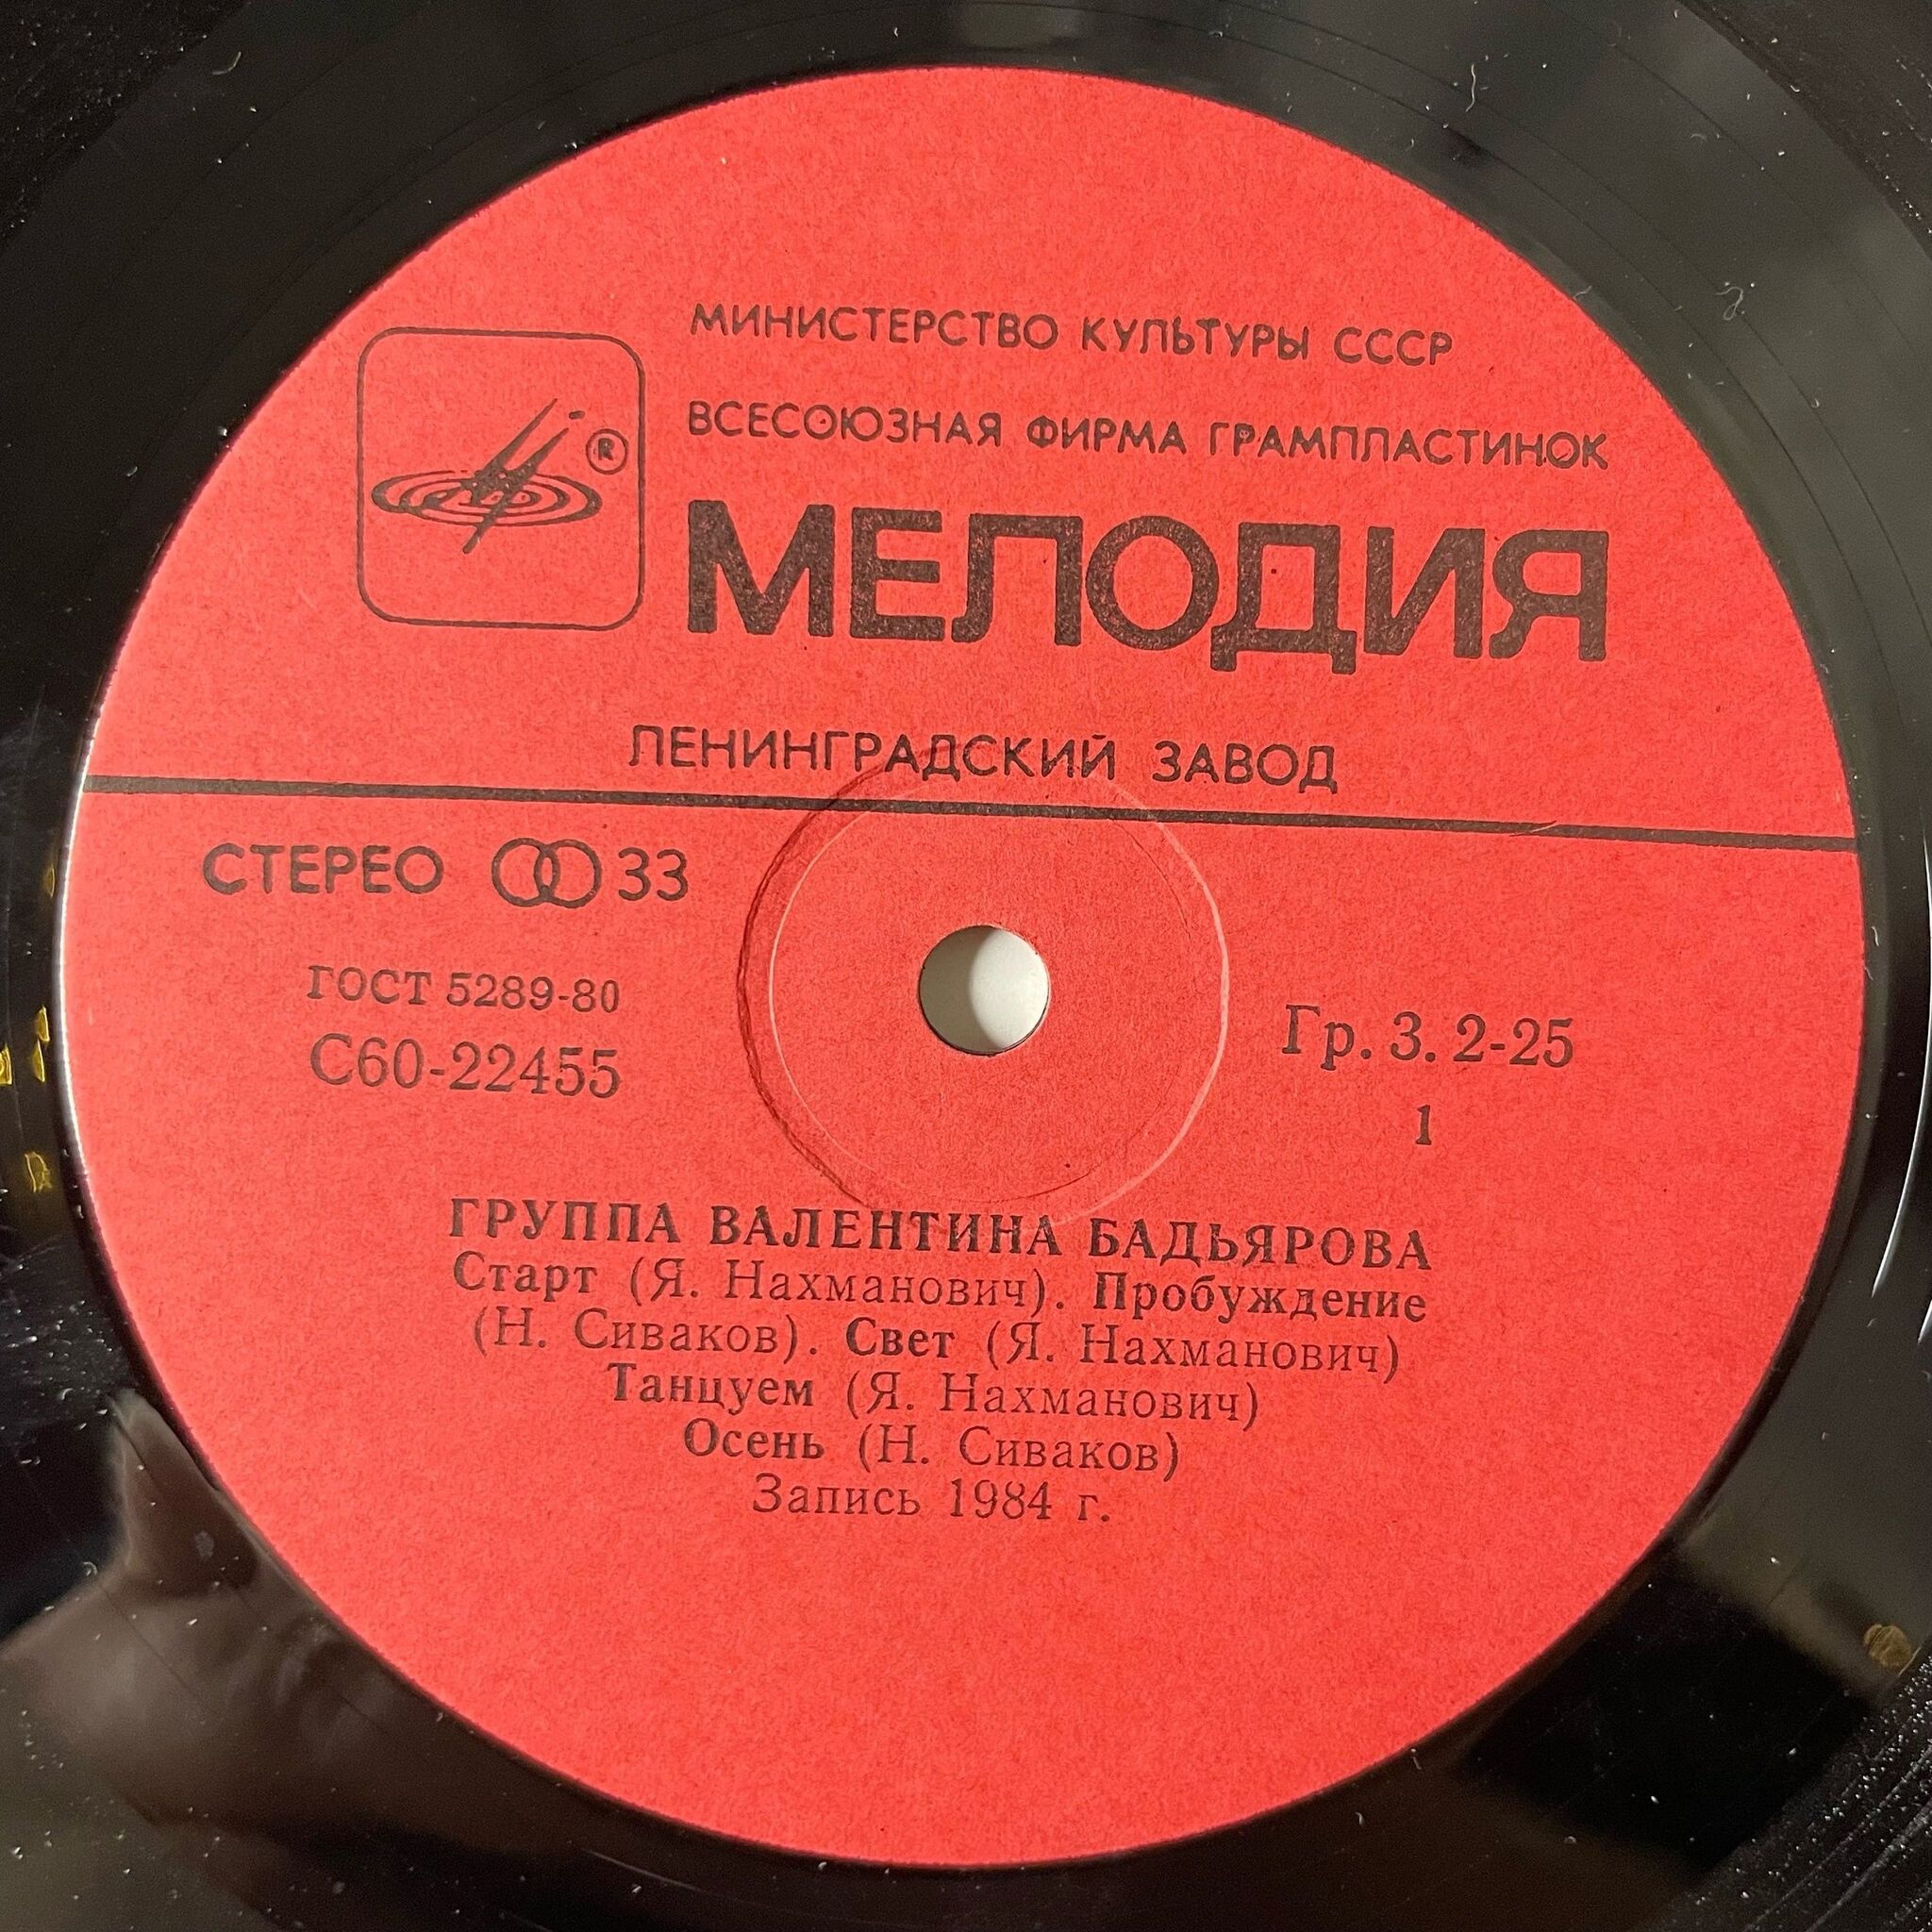 МИНИСТЕРСТВО КУЛЬТУРЫ СССР
ВСЕСОЮЗНАЯ ФИРМА ГРАМПЛАСТИНОК
®
МЕЛОДИЯ
ЛЕНИНГРАДСКИЙ ЗАВОД
СТЕРЕО 33
ГОСТ 5289-80
С60-22455
Гр. 3. 2-25
1
ГРУППА ВАЛЕНТИНА БАДЬЯРОВА
Старт (Я. Нахманович). Пробуждение
(Н. Сиваков). Свет (Я. Нахманович)
Танцуем (Я. Нахманович)
Осень (Н. Сиваков)
Запись 1984 г.